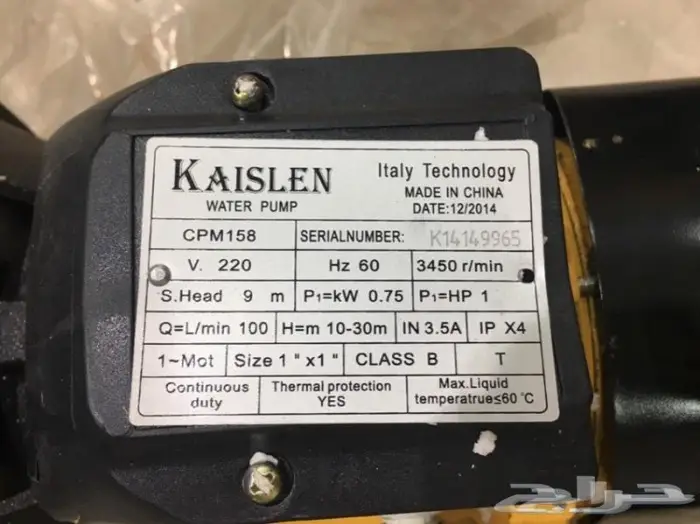 KAISLEN
WATER PUMP
Italy Technology
MADE IN CHINA
DATE:12/2014
CPM158 SERIALNUMBER: K14149965
V. 220 Hz 60 3450 r/min
S.Head 9 m P1=kW 0.75 P1=HP 1
Q=L/min 100 H=m 10-30m IN 3.5A IP X4
1~Mot Size 1 " x1 " CLASS B T
Continuous duty Thermal protection YES Max.Liquid temperatrue≤60 °C
حراج